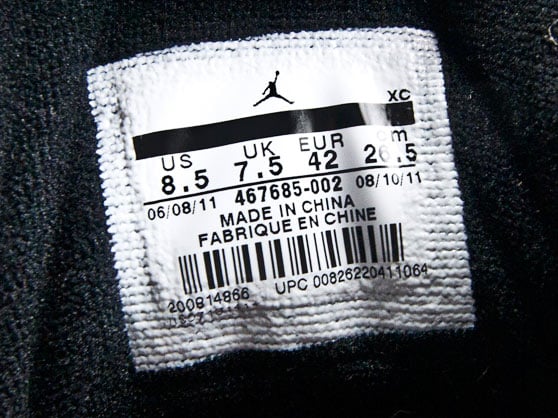 XC
US UK EUR cm
8.5 7.5 42 26.5
06/08/11 467685-002 08/10/11
MADE IN CHINA
FABRIQUE EN CHINE
200814866 UPC 00826220411064